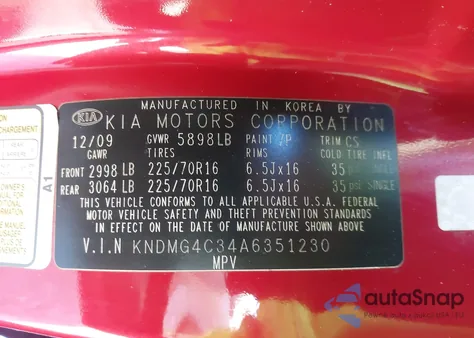 MANUFACTURED IN KOREA BY
KIA KIA MOTORS CORPORATION
12/09 GVWR 5898LB PAINT /P TRIM CS
GAWR TIRES RIMS COLD TIRE INFL
FRONT 2998 LB 225/70R16 6.5Jx16 35 psi SINGLE
REAR 3064 LB 225/70R16 6.5Jx16 35 psi SINGLE
THIS VEHICLE CONFORMS TO ALL APPLICABLE U.S.A. FEDERAL
MOTOR VEHICLE SAFETY AND THEFT PREVENTION STANDARDS
IN EFFECT ON THE DATE OF MANUFACTURE SHOWN ABOVE.
V.I.N KNDMG4C34A6351230
MPV
A1
CHARGEMENT
autoSnap